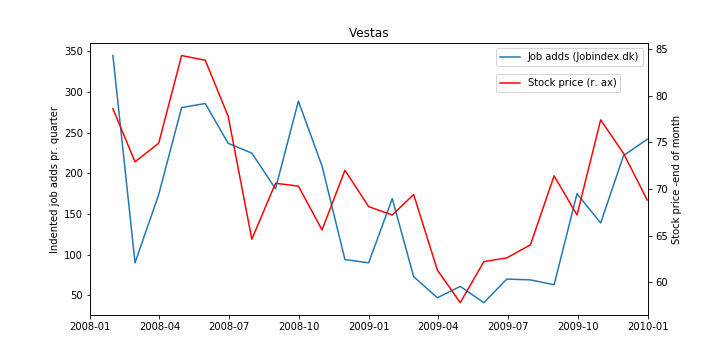 Vestas
Job adds (Jobindex.dk)
Stock price (r. ax)
Indented job adds pr. quarter
350
300
250
200
150
100
50
85
80
75
70
65
60
Stock price -end of month
2008-01 2008-04 2008-07 2008-10 2009-01 2009-04 2009-07 2009-10 2010-01